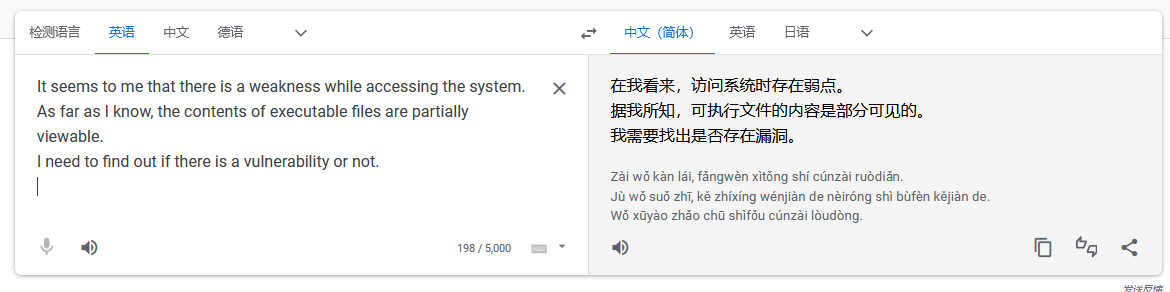 检测语言 英语 中文 德语
中文（简体） 英语 日语
It seems to me that there is a weakness while accessing the system.
As far as I know, the contents of executable files are partially
viewable.
I need to find out if there is a vulnerability or not.
198 / 5,000
在我看来，访问系统时存在弱点。
据我所知，可执行文件的内容是部分可见的。
我需要找出是否存在漏洞。
Zài wǒ kàn lái, fǎngwèn xìtǒng shí cúnzài ruòdiǎn.
Jù wǒ suǒ zhī, kě zhíxíng wénjiàn de nèiróng shì bùfèn kějiàn de.
Wǒ xūyào zhǎo chū shìfǒu cúnzài lòudòng.
发送反馈